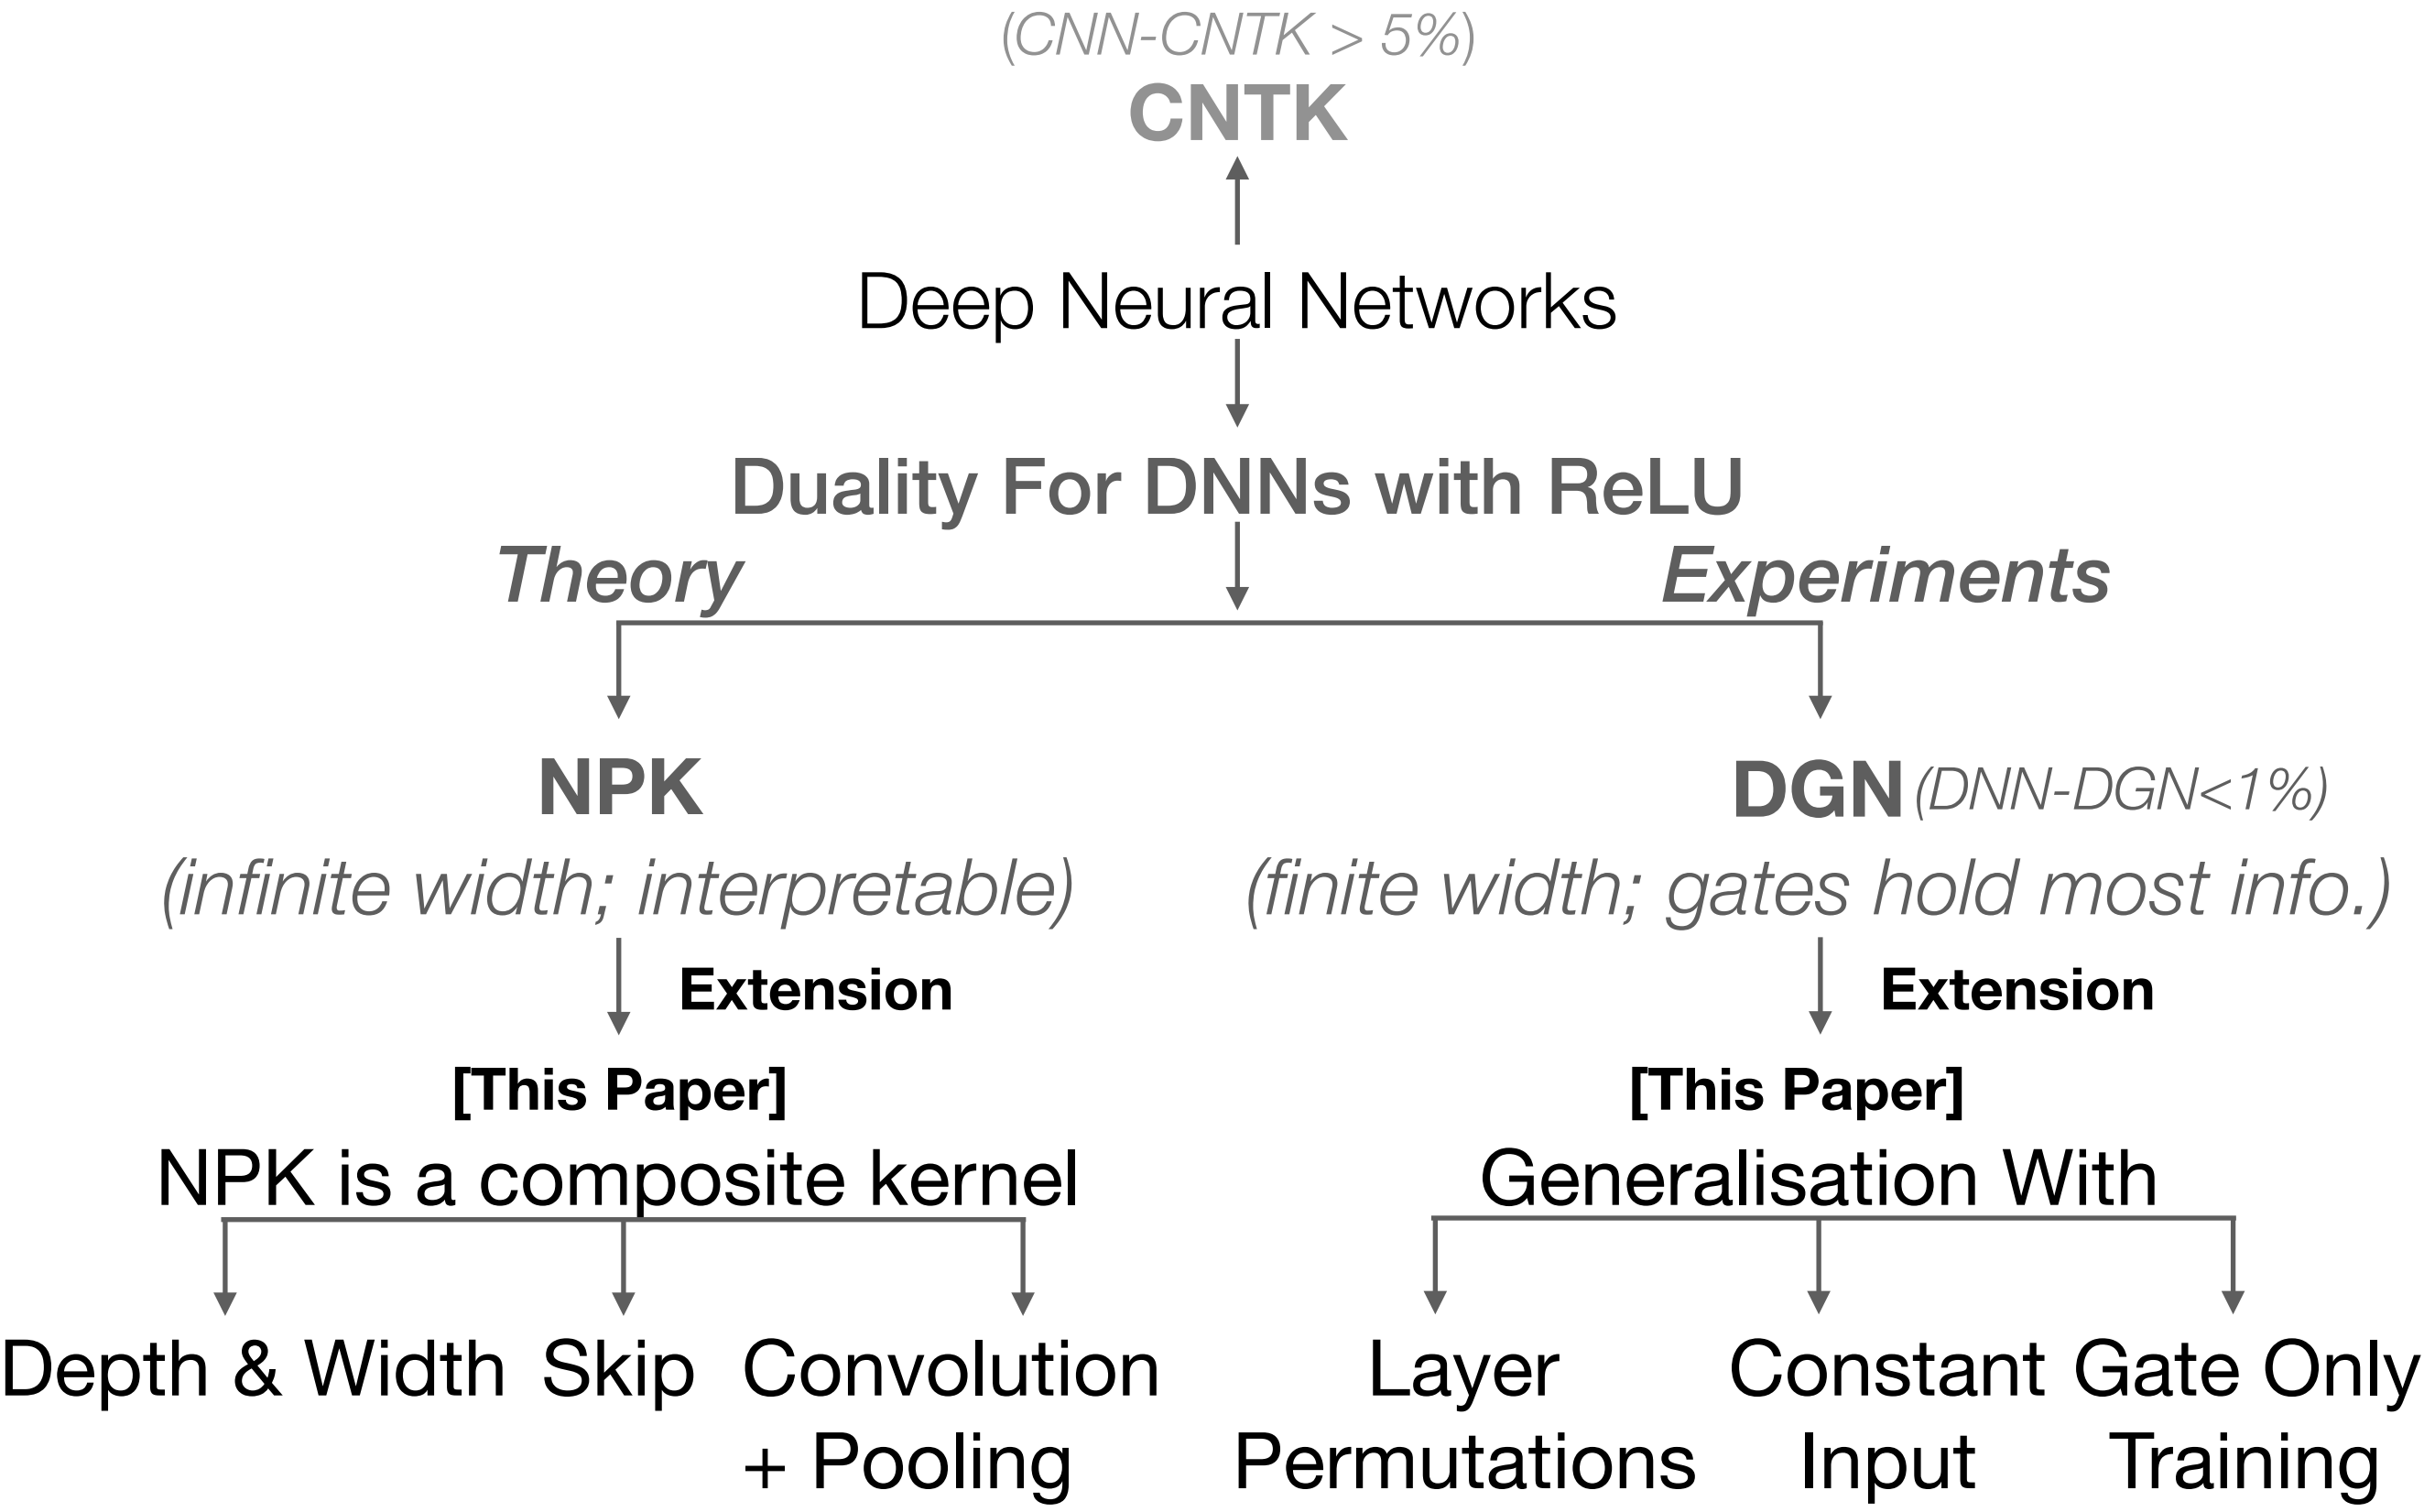 (CNN-CNTK > 5%)
CNTK
Deep Neural Networks
Duality For DNNs with ReLU
Theory
Experiments
NPK
(infinite width; intepretable)
DGN (DNN-DGN<1%)
(finite width; gates hold most info.)
Extension
Extension
[This Paper]
NPK is a composite kernel
[This Paper]
Generalisation With
Depth & Width
Skip
Convolution
+ Pooling
Layer
Permutations
Constant
Input
Gate Only
Training